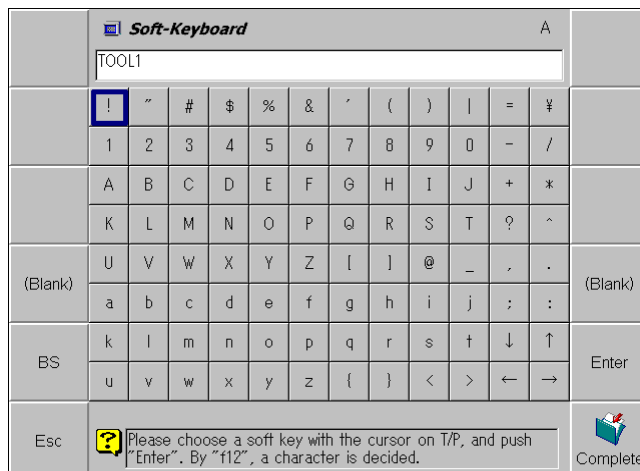 Soft-Keyboard A
TOOL1
! ″ # $ % & ′ ( ) | = ¥
1 2 3 4 5 6 7 8 9 0 - /
A B C D E F G H I J + *
K L M N O P Q R S T ? ^
U V W X Y Z [ ] @ _ , .
(Blank) (Blank)
a b c d e f g h i j ; :
k l m n o p q r s t ↓ ↑
BS Enter
u v w x y z { } < > ← →
Esc
Please choose a soft key with the cursor on T/P, and push
"Enter". By "f12", a character is decided.
Complete